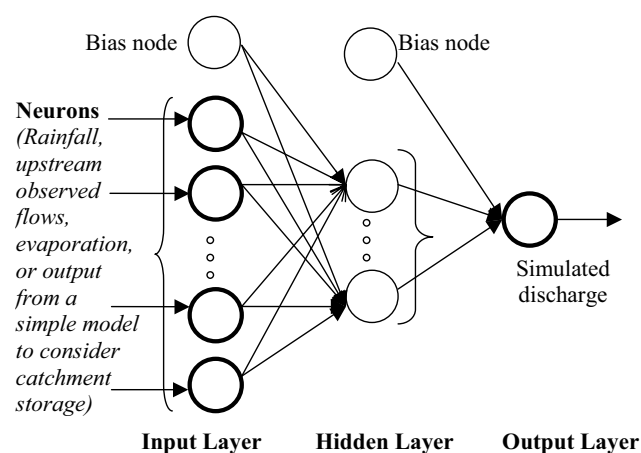 Bias node
Bias node
Neurons
(Rainfall,
upstream
observed
flows,
evaporation,
or output
from a
simple model
to consider
catchment
storage)
Simulated
discharge
Input Layer
Hidden Layer
Output Layer